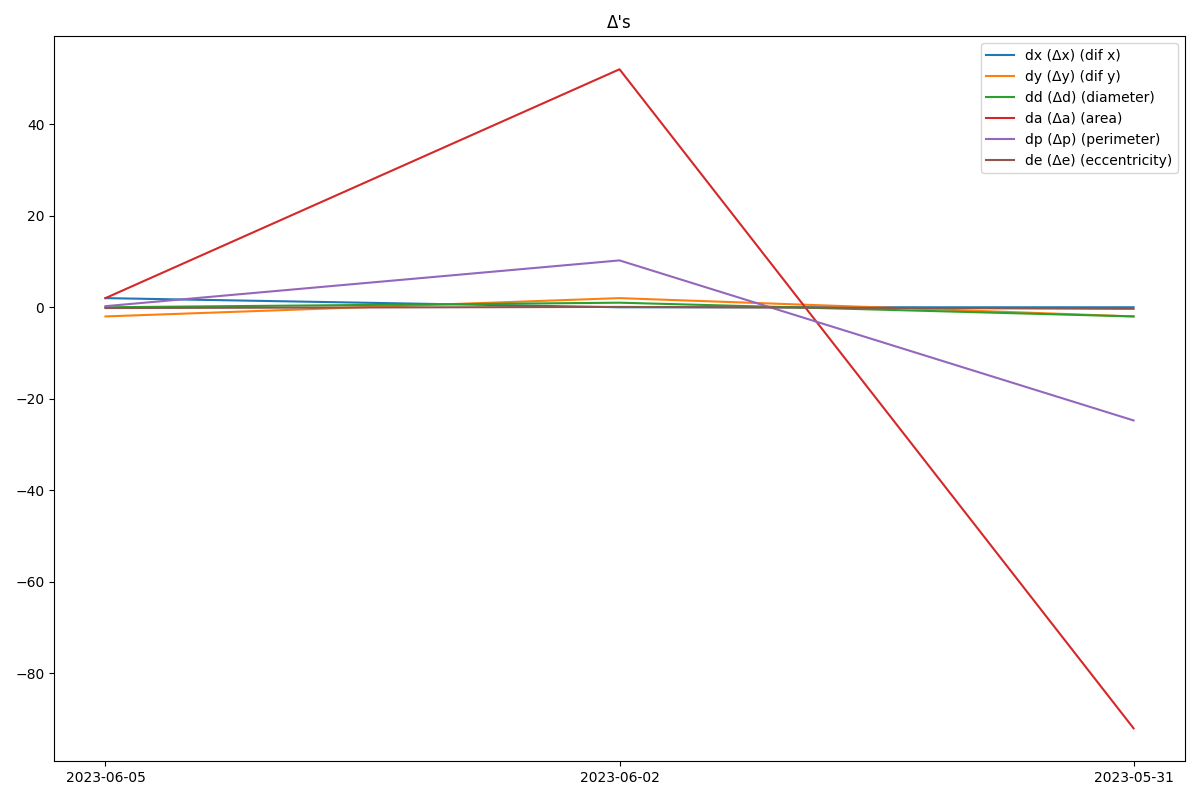 Δ's
dx (Δx) (dif x)
dy (Δy) (dif y)
dd (Δd) (diameter)
da (Δa) (area)
dp (Δp) (perimeter)
de (Δe) (eccentricity)
40
20
0
−20
−40
−60
−80
2023-06-05 2023-06-02 2023-05-31